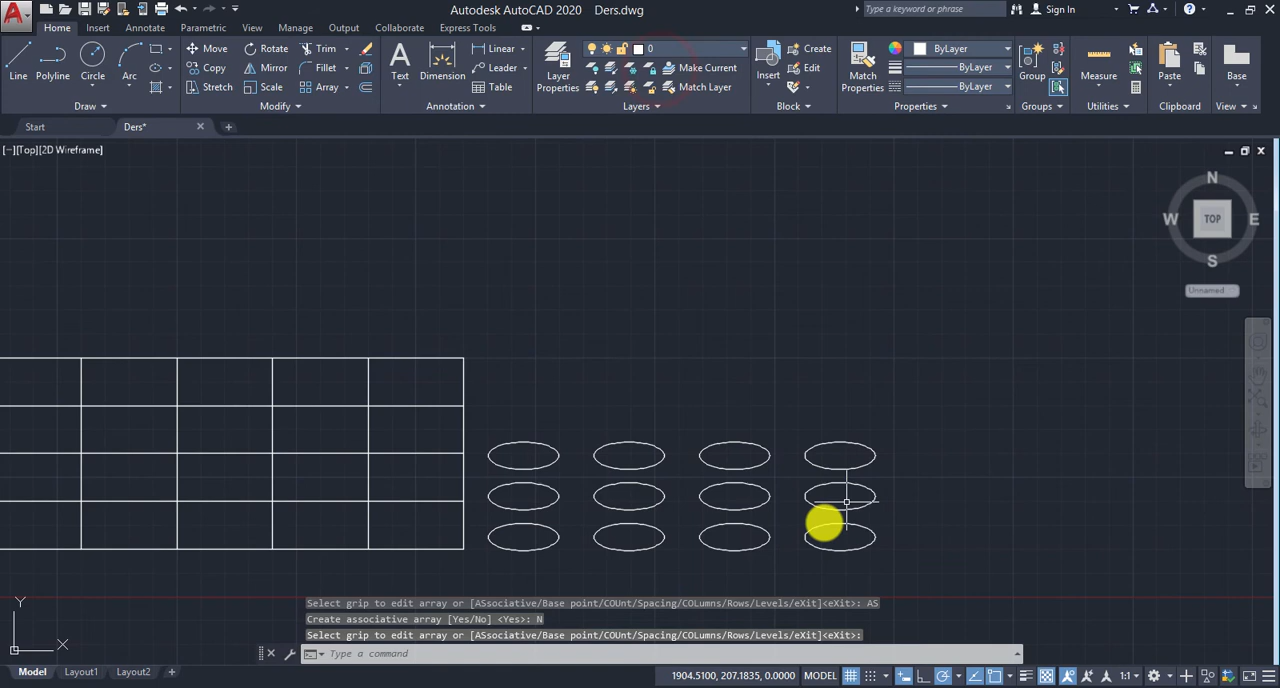 Autodesk AutoCAD 2020 Ders.dwg
Type a keyword or phrase
Sign In
Home Insert Annotate Parametric View Manage Output Collaborate Express Tools
Line Polyline Circle Arc
Move Rotate Trim
Copy Mirror Fillet
Stretch Scale Array
Text Dimension
Linear
Leader
Table
Layer Properties
0
Make Current
Match Layer
Insert
Create
Edit
Match Properties
ByLayer
ByLayer
ByLayer
Group
Measure
Paste
Base
Draw Modify Annotation Layers Block Properties Groups Utilities Clipboard View
Start Ders*
[−][Top][2D Wireframe]
N
W TOP E
S
Unnamed
Y
X
Select grip to edit array or [ASsociative/Base point/COUnt/Spacing/COLumns/Rows/Levels/eXit]<eXit>: AS
Create associative array [Yes/No] <Yes>: N
Select grip to edit array or [ASsociative/Base point/COUnt/Spacing/COLumns/Rows/Levels/eXit]<eXit>:
Type a command
Model Layout1 Layout2 +
1904.5100, 207.1835, 0.0000 MODEL 1:1